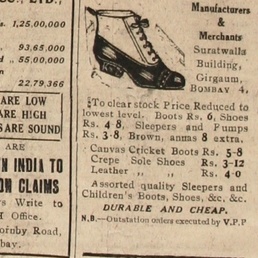 CO., LTD.,
Rs. 1,25,00,000
93,65,000
55,00,000
22,79,366
ARE LOW
ARE HIGH
ARE SOUND
ARE
N INDIA TO
ON CLAIMS
Write to
Office.
ornby Road,
bay.
Manufacturers
&
Merchants
Suratwalls
Building,
Girgaum,
BOMBAY 4.
To clear stock Price Reduced to
lowest level. Boots Rs. 6, Shoes
Rs. 4-8, Sleepers and Pumps
Rs. 3-8, Brown, annas 8 extra.
Canvas Cricket Boots Rs. 5-8
Crepe Sole Shoes Rs. 3-12
Leather „ „ Rs. 4-0
Assorted quality Sleepers and
Children's Boots, Shoes, &c, &c.
DURABLE AND CHEAP.
N.B.—Outstation orders executed by V.P.P